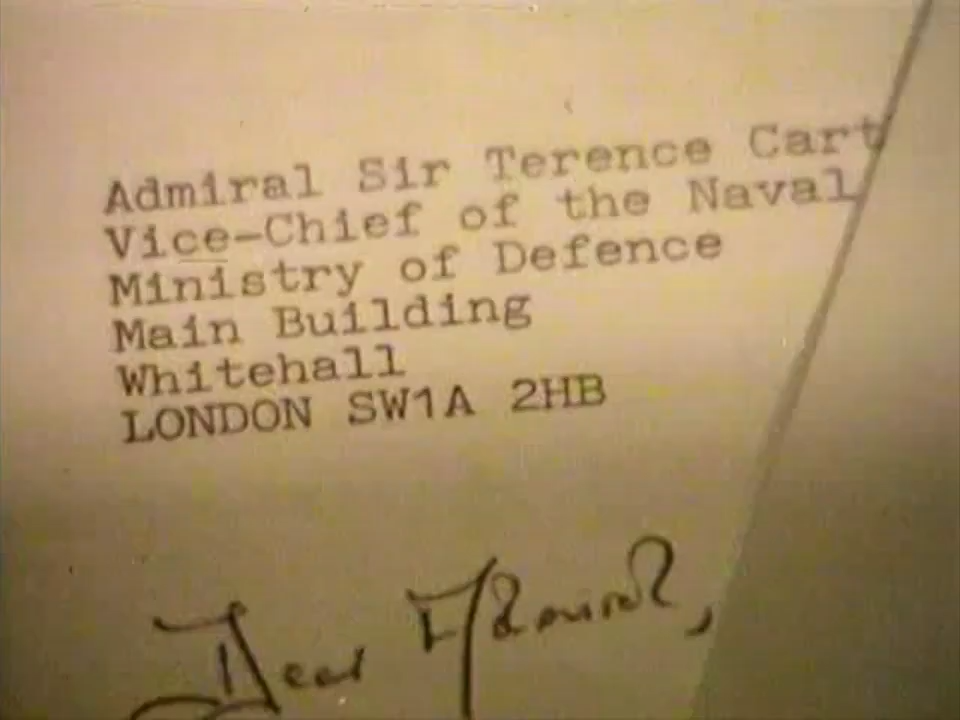 Admiral Sir Terence Cart
Vice-Chief of the Naval
Ministry of Defence
Main Building
Whitehall
LONDON SW1A 2HB
Dear Admiral,